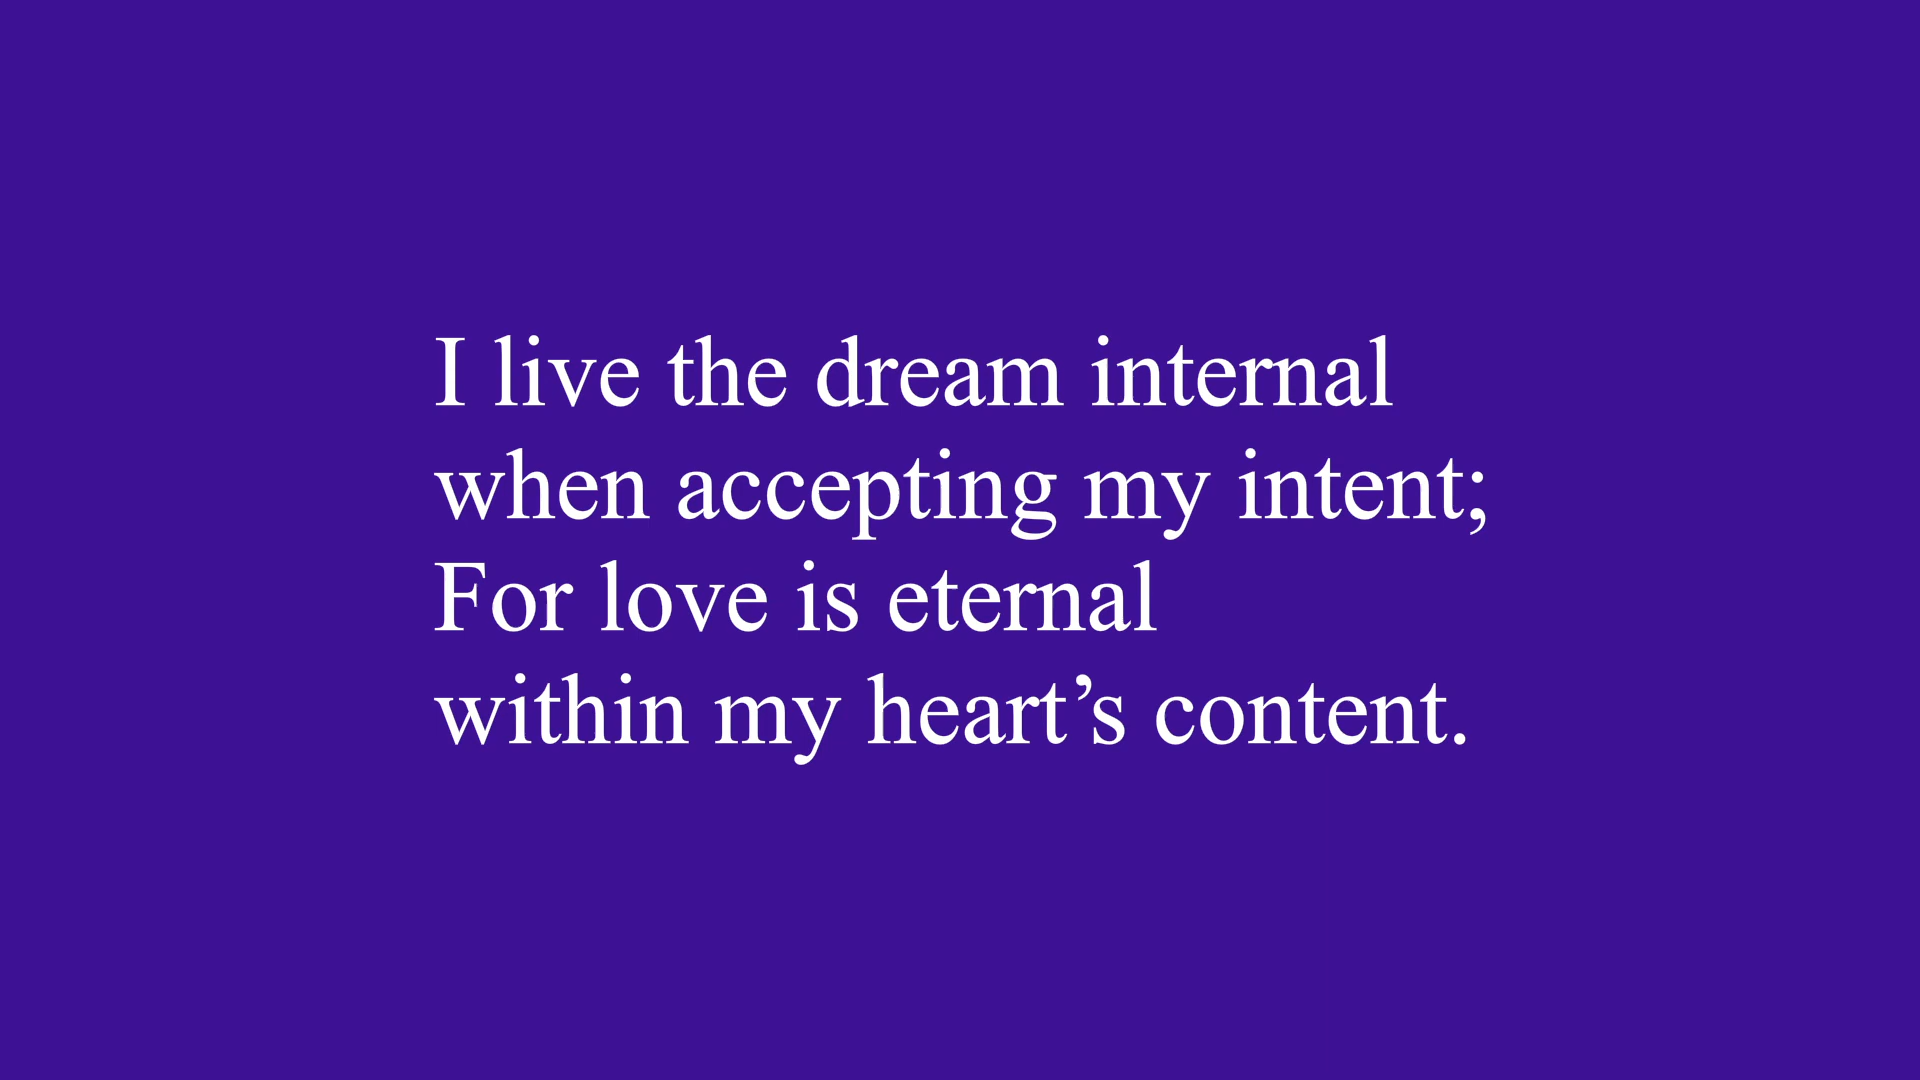 I live the dream internal
when accepting my intent;
For love is eternal
within my heart’s content.